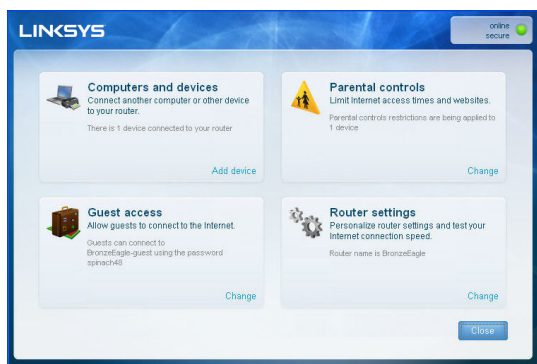 LINKSYS
online
secure
Computers and devices
Connect another computer or other device
to your router.
There is 1 device connected to your router
Add device
Parental controls
Limit Internet access times and websites.
Parental controls restrictions are being applied to
1 device
Change
Guest access
Allow guests to connect to the Internet.
Guests can connect to
BronzeEagle-guest using the password
spinach48
Change
Router settings
Personalize router settings and test your
Internet connection speed.
Router name is BronzeEagle
Change
Close